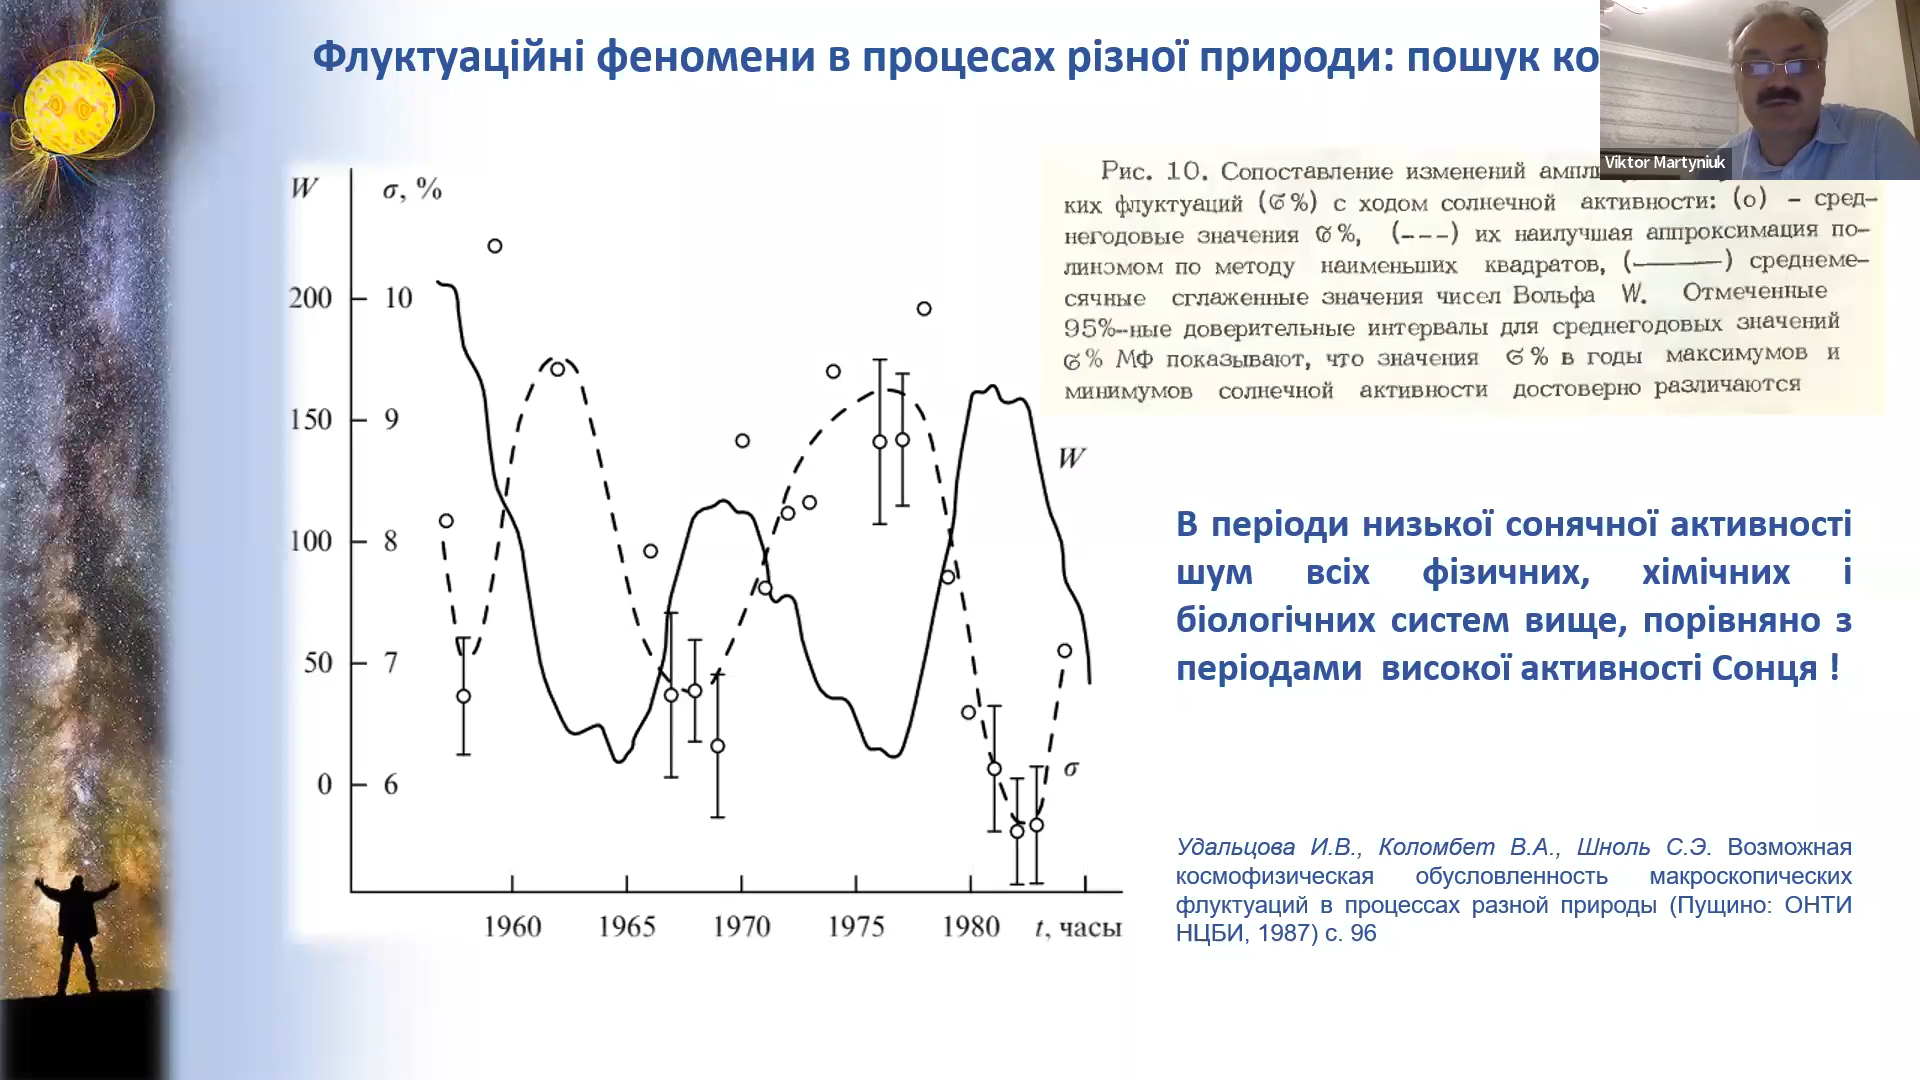 Флуктуаційні феномени в процесах різної природи: пошук
Viktor Martyniuk
Рис. 10. Сопоставление изменений
ких флуктуаций (σ%) с ходом солнечной активности: (о) – сред-
негодовые значения σ%, (---) их наилучшая аппроксимация по-
линомом по методу наименьших квадратов, (———) среднеме-
сячные сглаженные значения чисел Вольфа W. Отмеченные
95%-ные доверительные интервалы для среднегодовых значений
σ% МФ показывают, что значения σ% в годы максимумов и
минимумов солнечной активности достоверно различаются
W σ, %
200 10
150 9
100 8
50 7
0 6
W
σ
1960 1965 1970 1975 1980 t, часы
В періоди низької сонячної активності
шум всіх фізичних, хімічних і
біологічних систем вище, порівняно з
періодами високої активності Сонця !
Удальцова И.В., Коломбет В.А., Шноль С.Э. Возможная
космофизическая обусловленность макроскопических
флуктуаций в процессах разной природы (Пущино: ОНТИ
НЦБИ, 1987) с. 96